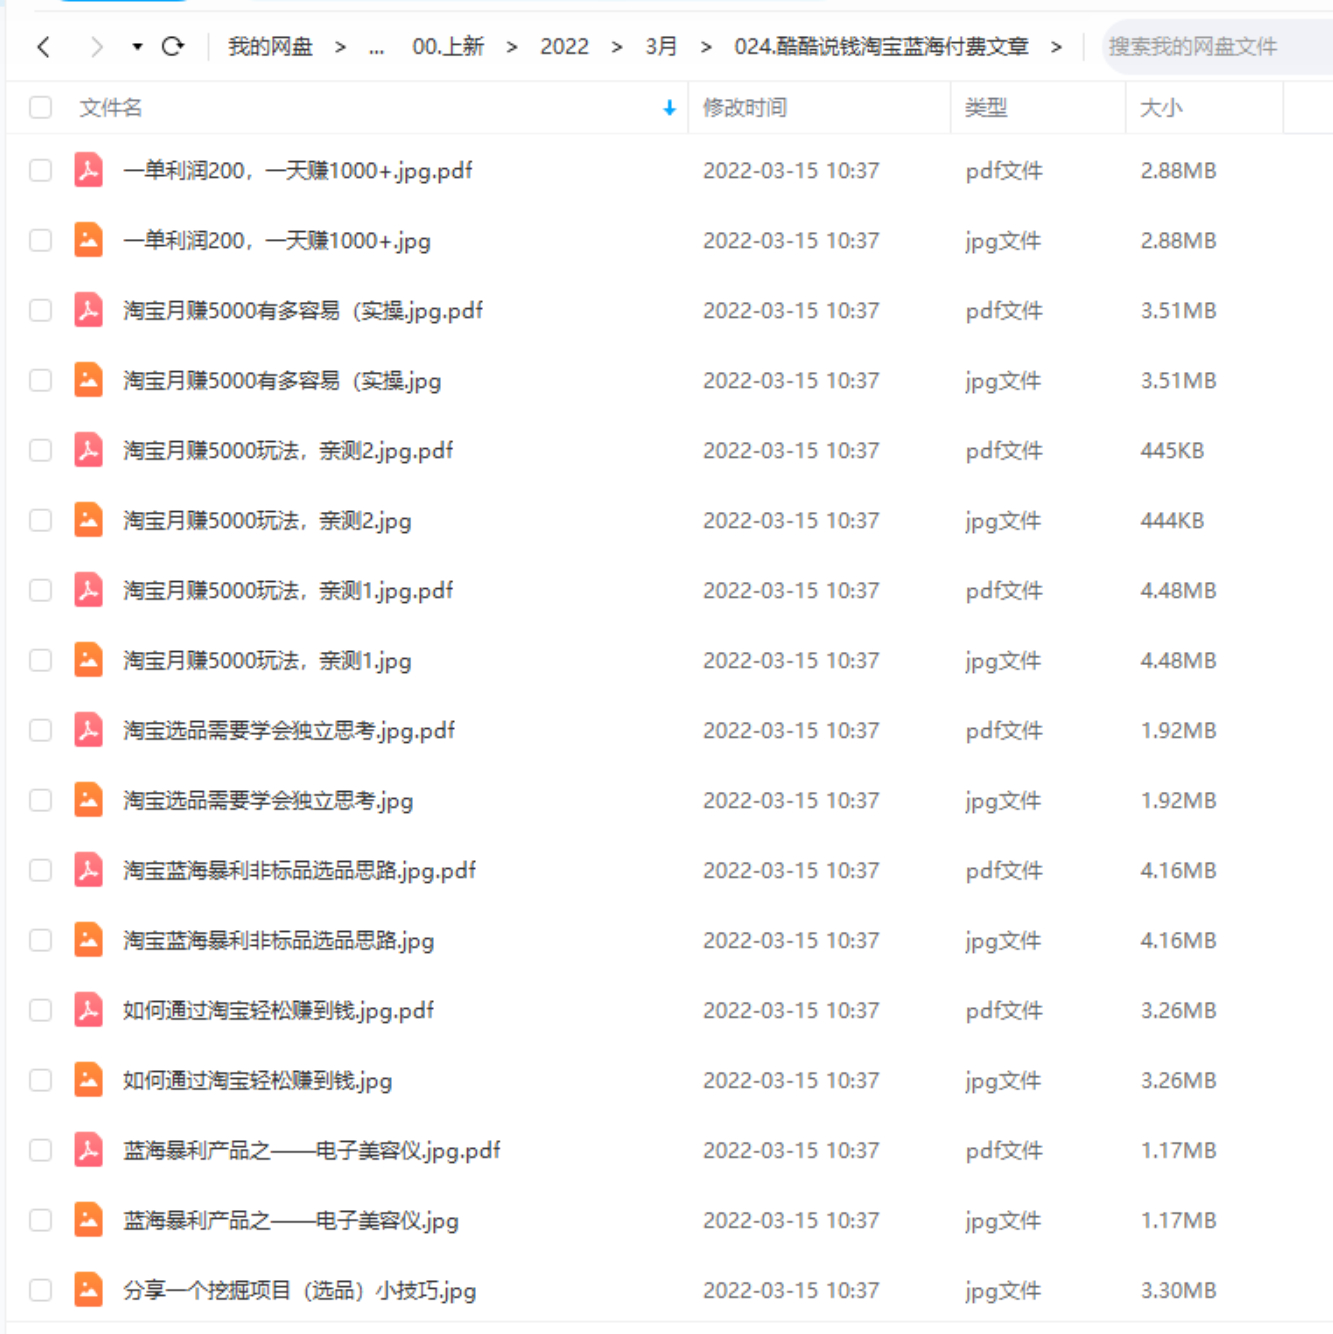 我的网盘 > ... 00.上新 > 2022 > 3月 > 024.酷酷说钱淘宝蓝海付费文章 > 搜索我的网盘文件
文件名 修改时间 类型 大小
一单利润200，一天赚1000+.jpg.pdf 2022-03-15 10:37 pdf文件 2.88MB
一单利润200，一天赚1000+.jpg 2022-03-15 10:37 jpg文件 2.88MB
淘宝月赚5000有多容易（实操.jpg.pdf 2022-03-15 10:37 pdf文件 3.51MB
淘宝月赚5000有多容易（实操.jpg 2022-03-15 10:37 jpg文件 3.51MB
淘宝月赚5000玩法，亲测2.jpg.pdf 2022-03-15 10:37 pdf文件 445KB
淘宝月赚5000玩法，亲测2.jpg 2022-03-15 10:37 jpg文件 444KB
淘宝月赚5000玩法，亲测1.jpg.pdf 2022-03-15 10:37 pdf文件 4.48MB
淘宝月赚5000玩法，亲测1.jpg 2022-03-15 10:37 jpg文件 4.48MB
淘宝选品需要学会独立思考.jpg.pdf 2022-03-15 10:37 pdf文件 1.92MB
淘宝选品需要学会独立思考.jpg 2022-03-15 10:37 jpg文件 1.92MB
淘宝蓝海暴利非标品选品思路.jpg.pdf 2022-03-15 10:37 pdf文件 4.16MB
淘宝蓝海暴利非标品选品思路.jpg 2022-03-15 10:37 jpg文件 4.16MB
如何通过淘宝轻松赚到钱.jpg.pdf 2022-03-15 10:37 pdf文件 3.26MB
如何通过淘宝轻松赚到钱.jpg 2022-03-15 10:37 jpg文件 3.26MB
蓝海暴利产品之——电子美容仪.jpg.pdf 2022-03-15 10:37 pdf文件 1.17MB
蓝海暴利产品之——电子美容仪.jpg 2022-03-15 10:37 jpg文件 1.17MB
分享一个挖掘项目（选品）小技巧.jpg 2022-03-15 10:37 jpg文件 3.30MB